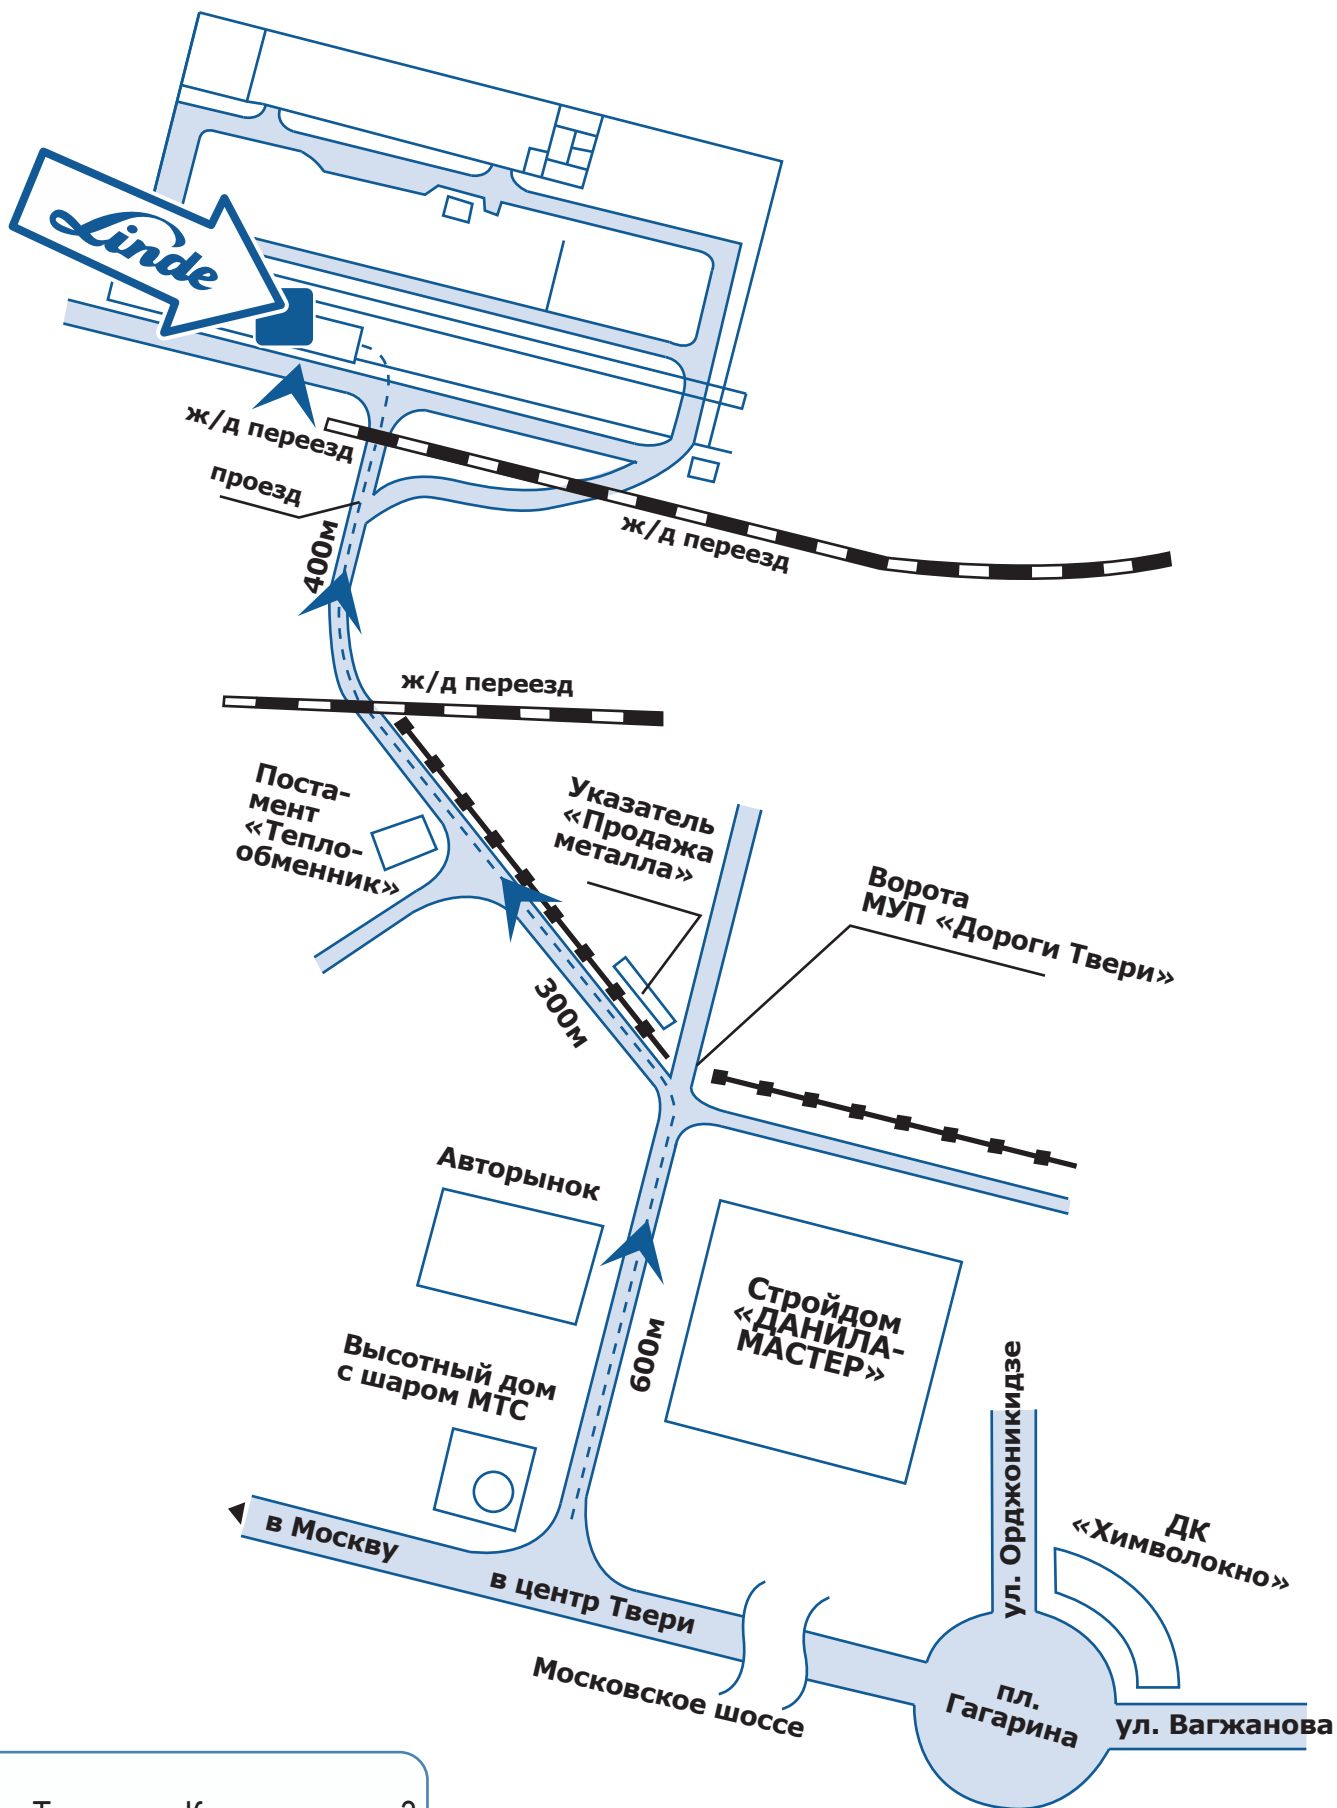 Linde
ж/д переезд
проезд
400м
ж/д переезд
ж/д переезд
Поста-
мент
«Тепло-
обменник»
Указатель
«Продажа
металла»
Ворота
МУП «Дороги Твери»
300м
Авторынок
Стройдом
«ДАНИЛА-
МАСТЕР»
600м
Высотный дом
с шаром МТС
ул. Орджоникидзе
ДК
«Химволокно»
в Москву
в центр Твери
Московское шоссе
пл.
Гагарина
ул. Вагжанова